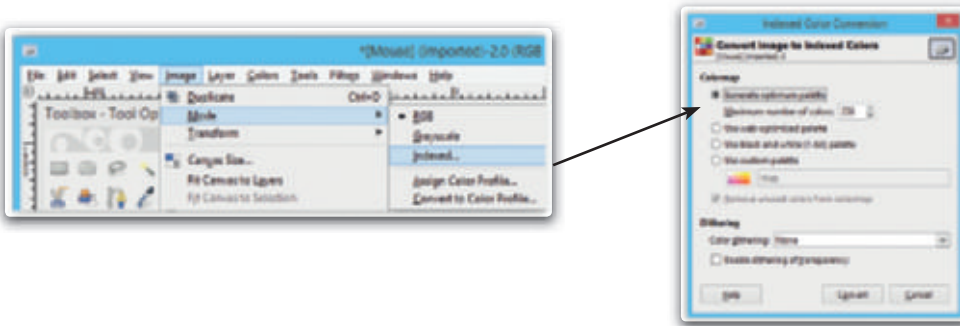 *[Mouse] (imported)-2.0 (RGB
File Edit Select View Image Layer Colors Tools Filters Windows Help
Toolbox - Tool Op
Duplicate Ctrl+D
Mode
Transform
Canvas Size...
Fit Canvas to Layers
Fit Canvas to Selection
RGB
Grayscale
Indexed...
Assign Color Profile...
Convert to Color Profile...
Indexed Color Conversion
Convert Image to Indexed Colors
[Mouse] (imported)-2
Colormap
Generate optimum palette
Maximum number of colors:
Use web-optimized palette
Use black and white (1-bit) palette
Use custom palette
Remove unused colors from colormap
Dithering
Color dithering: None
Enable dithering of transparency
Help Convert Cancel